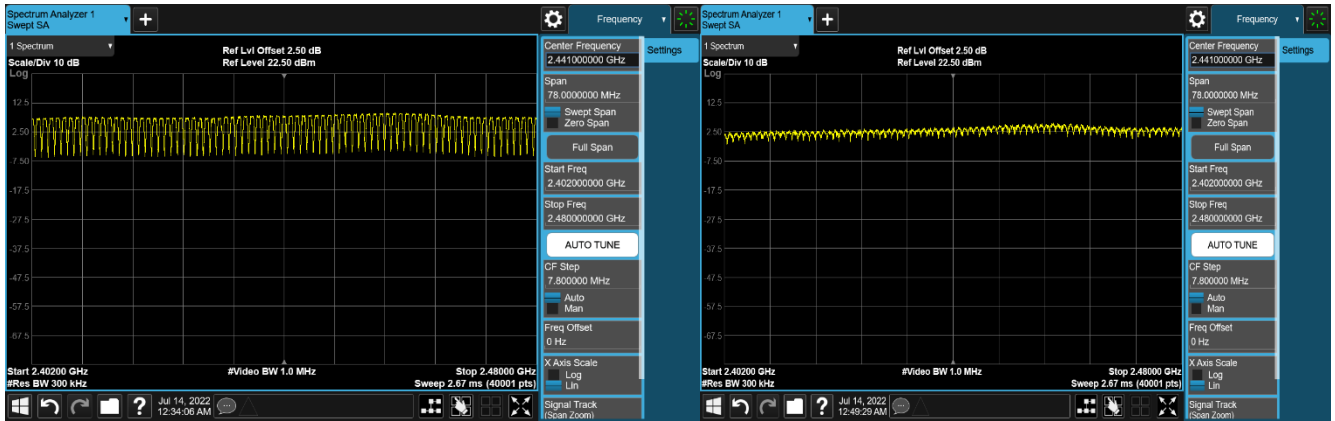 Spectrum Analyzer 1
Swept SA
+
Frequency
1 Spectrum
Scale/Div 10 dB
Log
Ref Lvl Offset 2.50 dB
Ref Level 22.50 dBm
12.5
2.50
-7.50
-17.5
-27.5
-37.5
-47.5
-57.5
-67.5
Start 2.40200 GHz
#Res BW 300 kHz
#Video BW 1.0 MHz
Stop 2.48000 GHz
Sweep 2.67 ms (40001 pts)
Center Frequency
2.441000000 GHz
Settings
Span
78.0000000 MHz
Swept Span
Zero Span
Full Span
Start Freq
2.402000000 GHz
Stop Freq
2.480000000 GHz
AUTO TUNE
CF Step
7.800000 MHz
Auto
Man
Freq Offset
0 Hz
X Axis Scale
Log
Lin
Signal Track
(Span Zoom)
?
Jul 14, 2022
12:34:06 AM
Spectrum Analyzer 1
Swept SA
+
Frequency
1 Spectrum
Scale/Div 10 dB
Log
Ref Lvl Offset 2.50 dB
Ref Level 22.50 dBm
12.5
2.50
-7.50
-17.5
-27.5
-37.5
-47.5
-57.5
-67.5
Start 2.40200 GHz
#Res BW 300 kHz
#Video BW 1.0 MHz
Stop 2.48000 GHz
Sweep 2.67 ms (40001 pts)
Center Frequency
2.441000000 GHz
Settings
Span
78.0000000 MHz
Swept Span
Zero Span
Full Span
Start Freq
2.402000000 GHz
Stop Freq
2.480000000 GHz
AUTO TUNE
CF Step
7.800000 MHz
Auto
Man
Freq Offset
0 Hz
X Axis Scale
Log
Lin
Signal Track
(Span Zoom)
?
Jul 14, 2022
12:49:29 AM